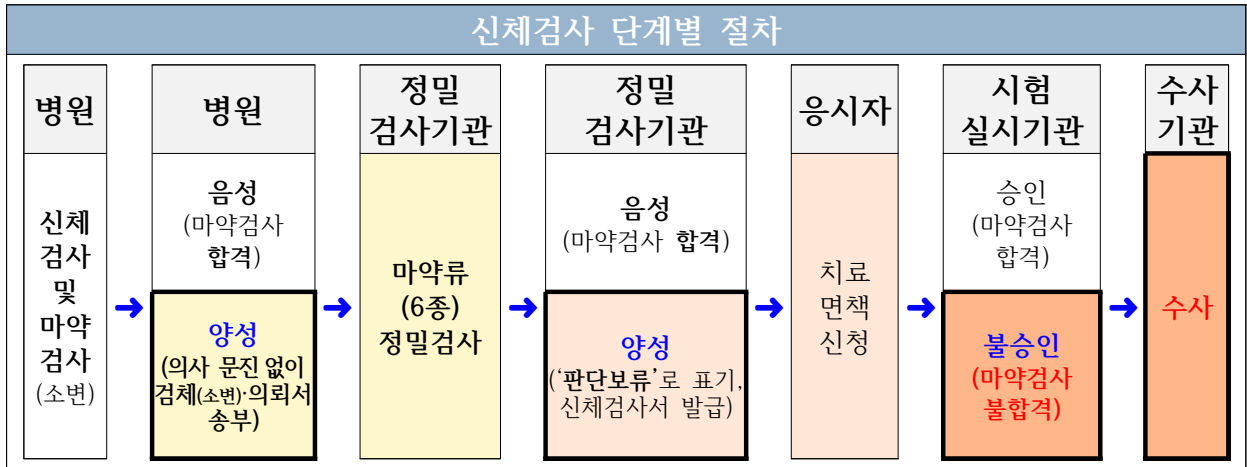 신체검사 단계별 절차
병원
신체
검사
및
마약
검사
(소변)
병원
음성
(마약검사
합격)
양성
(의사 문진 없이
검체(소변)·의뢰서
송부)
정밀
검사기관
마약류
(6종)
정밀검사
정밀
검사기관
음성
(마약검사 합격)
양성
(‘판단보류’로 표기,
신체검사서 발급)
응시자
치료
면책
신청
시험
실시기관
승인
(마약검사
합격)
불승인
(마약검사
불합격)
수사
기관
수사